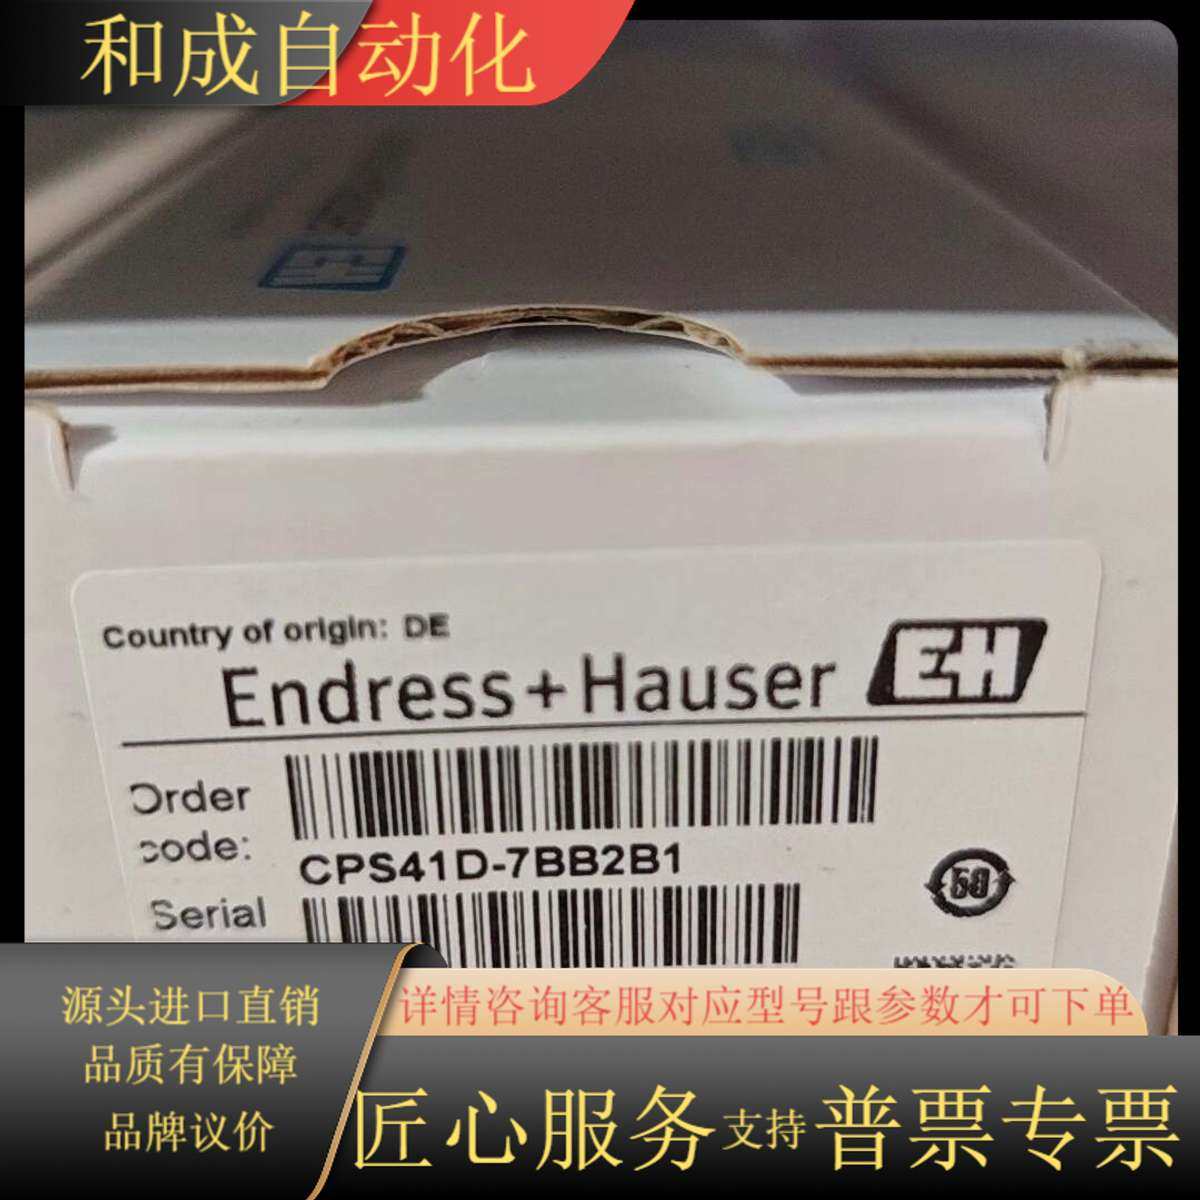 和成自动化
Country of origin: DE
Endress+Hauser
EH
Order
code:
CPS41D-7BB2B1
50
Serial
源头进口直销
品质有保障
品牌议价
详情咨询客服对应型号跟参数才可下单
匠心服务支持普票专票